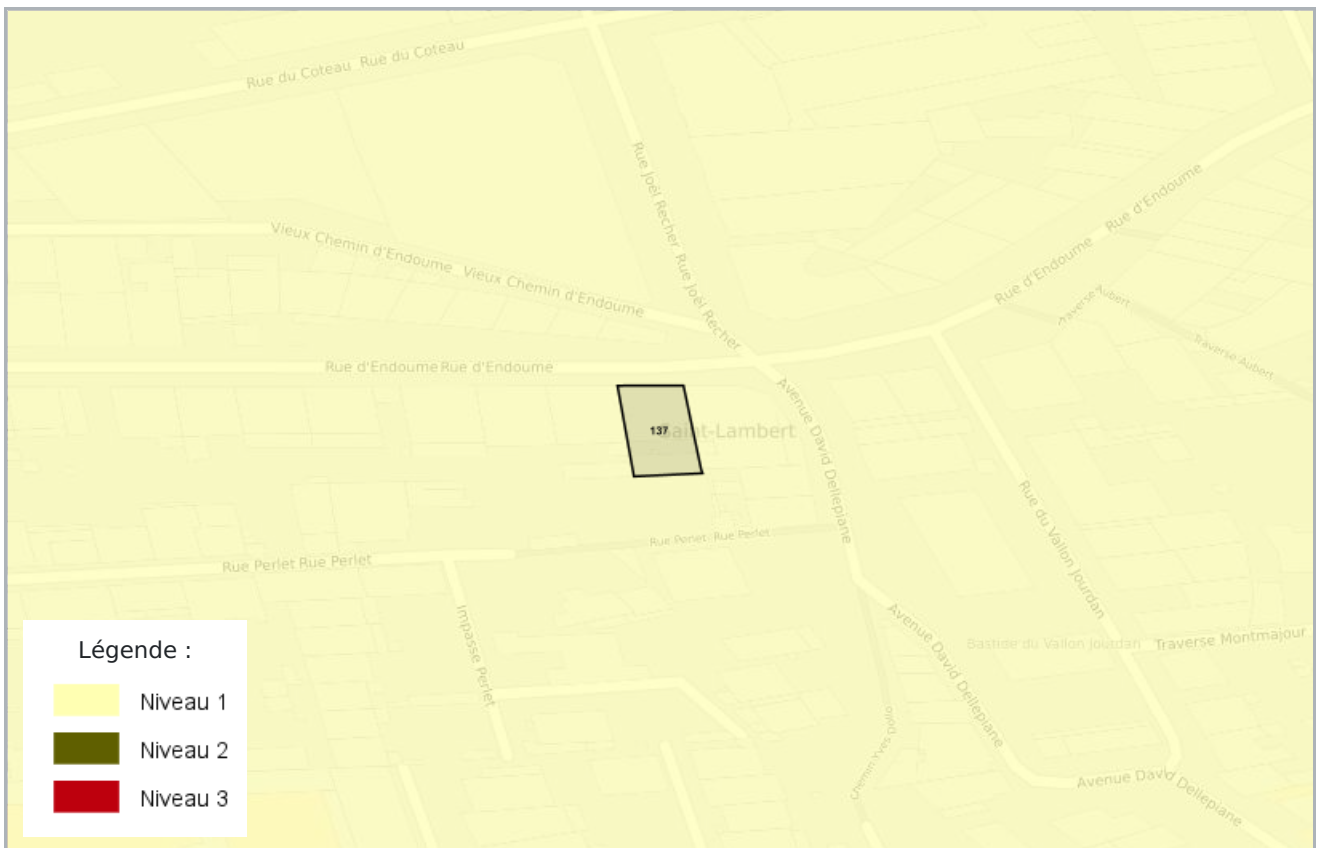 Rue du Coteau Rue du Coteau
Rue Joël Recher Rue Joël Recher
Rue d'Endoume Rue d'Endoume
Vieux Chemin d'Endoume Vieux Chemin d'Endoume
Traverse Aubert
Traverse Aubert
Rue d'Endoume Rue d'Endoume
Avenue David Dellepiane
137
Saint-Lambert
Rue du Vallon Jourdan
Rue Perlet Rue Perlet
Rue Perlet Rue Perlet
Impasse Perlet
Avenue David Dellepiane
Bastide du Vallon Jourdan
Traverse Montmajour
Chemin Yves
Avenue David Dellepiane
Légende :
Niveau 1
Niveau 2
Niveau 3